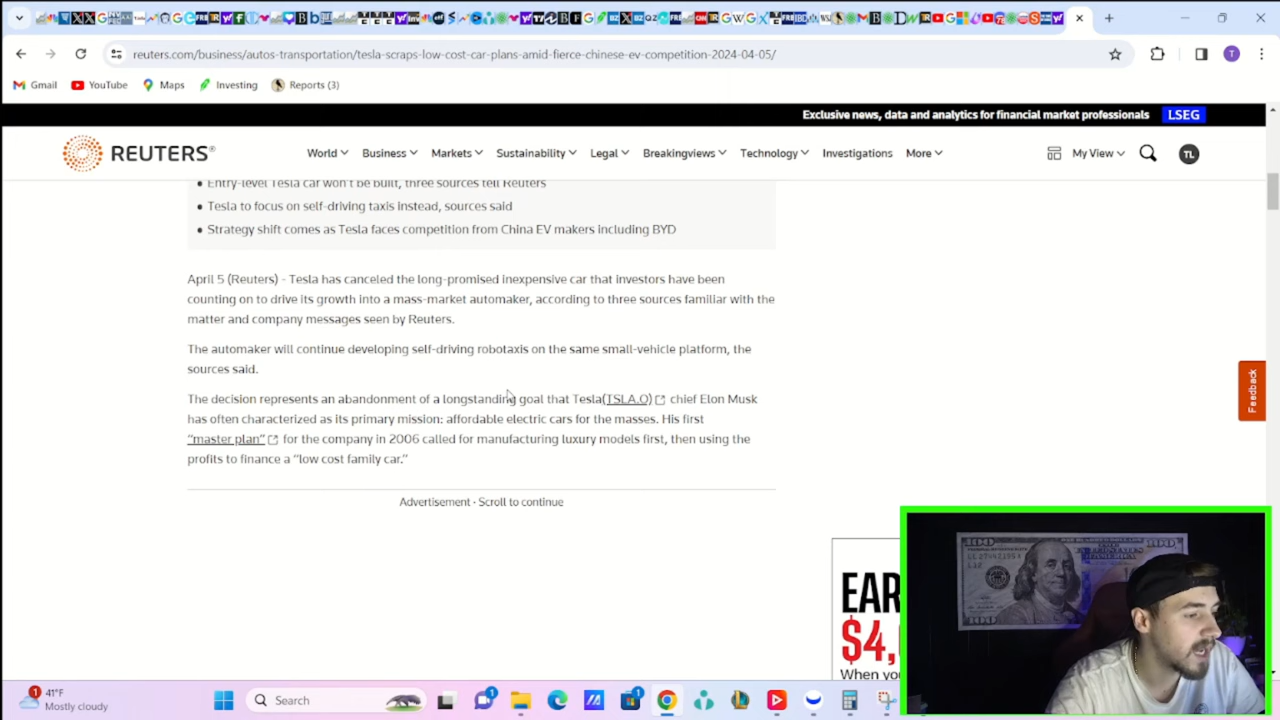 reuters.com/business/autos-transportation/tesla-scraps-low-cost-car-plans-amid-fierce-chinese-ev-competition-2024-04-05/
T
Gmail YouTube Maps Investing Reports (3)
Exclusive news, data and analytics for financial market professionals LSEG
REUTERS® World Business Markets Sustainability Legal Breakingviews Technology Investigations More My View TL
• Entry-level Tesla car won't be built, three sources tell Reuters
• Tesla to focus on self-driving taxis instead, sources said
• Strategy shift comes as Tesla faces competition from China EV makers including BYD
April 5 (Reuters) - Tesla has canceled the long-promised inexpensive car that investors have been
counting on to drive its growth into a mass-market automaker, according to three sources familiar with the
matter and company messages seen by Reuters.
The automaker will continue developing self-driving robotaxis on the same small-vehicle platform, the
sources said.
The decision represents an abandonment of a longstanding goal that Tesla(TSLA.O) chief Elon Musk
has often characterized as its primary mission: affordable electric cars for the masses. His first
"master plan" for the company in 2006 called for manufacturing luxury models first, then using the
profits to finance a "low cost family car."
Advertisement · Scroll to continue
Feedback
EAR
$4,
When you
100
100
1
41°F
Mostly cloudy
Search
1
1